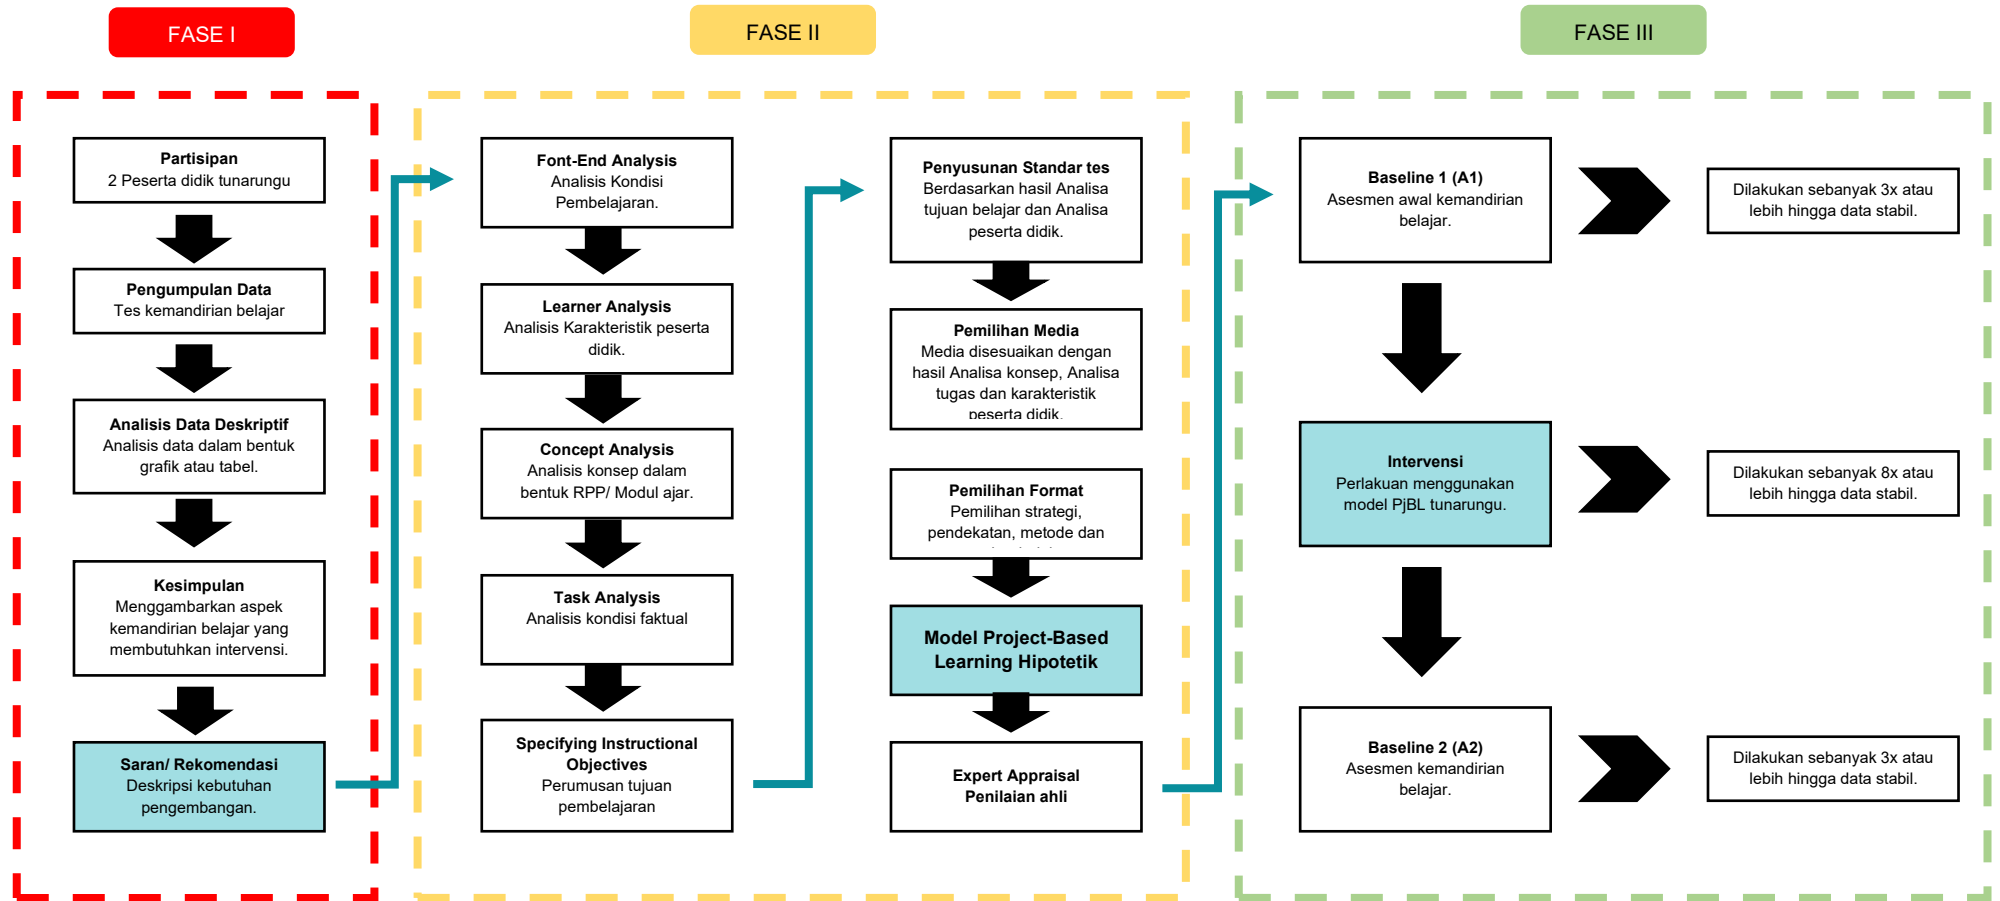 FASE I
FASE II
FASE III
Partisipan
2 Peserta didik tunarungu
Pengumpulan Data
Tes kemandirian belajar
Analisis Data Deskriptif
Analisis data dalam bentuk
grafik atau tabel.
Kesimpulan
Menggambarkan aspek
kemandirian belajar yang
membutuhkan intervensi.
Saran/ Rekomendasi
Deskripsi kebutuhan
pengembangan.
Font-End Analysis
Analisis Kondisi
Pembelajaran.
Learner Analysis
Analisis Karakteristik peserta
didik.
Concept Analysis
Analisis konsep dalam
bentuk RPP/ Modul ajar.
Task Analysis
Analisis kondisi faktual
Specifying Instructional
Objectives
Perumusan tujuan
pembelajaran
Penyusunan Standar tes
Berdasarkan hasil Analisa
tujuan belajar dan Analisa
peserta didik.
Pemilihan Media
Media disesuaikan dengan
hasil Analisa konsep, Analisa
tugas dan karakteristik
peserta didik.
Pemilihan Format
Pemilihan strategi,
pendekatan, metode dan
Model Project-Based
Learning Hipotetik
Expert Appraisal
Penilaian ahli
Baseline 1 (A1)
Asesmen awal kemandirian
belajar.
Dilakukan sebanyak 3x atau
lebih hingga data stabil.
Intervensi
Perlakuan menggunakan
model PjBL tunarungu.
Dilakukan sebanyak 8x atau
lebih hingga data stabil.
Baseline 2 (A2)
Asesmen kemandirian
belajar.
Dilakukan sebanyak 3x atau
lebih hingga data stabil.